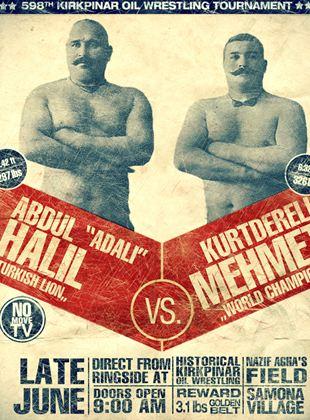 598TH KIRKPINAR OIL WRESTLING TOURNAMENT
ABDUL "ADALI"
HALIL
TURKISH LION,,
VS.
KURTDERELI
MEHMET
,,WORLD CHAMPIO
NO
MOVE
TV
LATE
JUNE
DIRECT FROM
RINGSIDE AT
DOORS OPEN
9:00 AM
HISTORICAL
KIRKPINAR
OIL WRESTLING
REWARD
3.1 lbs GOLDEN
BELT
NAZIF AGHA'S
FIELD
SAMONA
VILLAGE